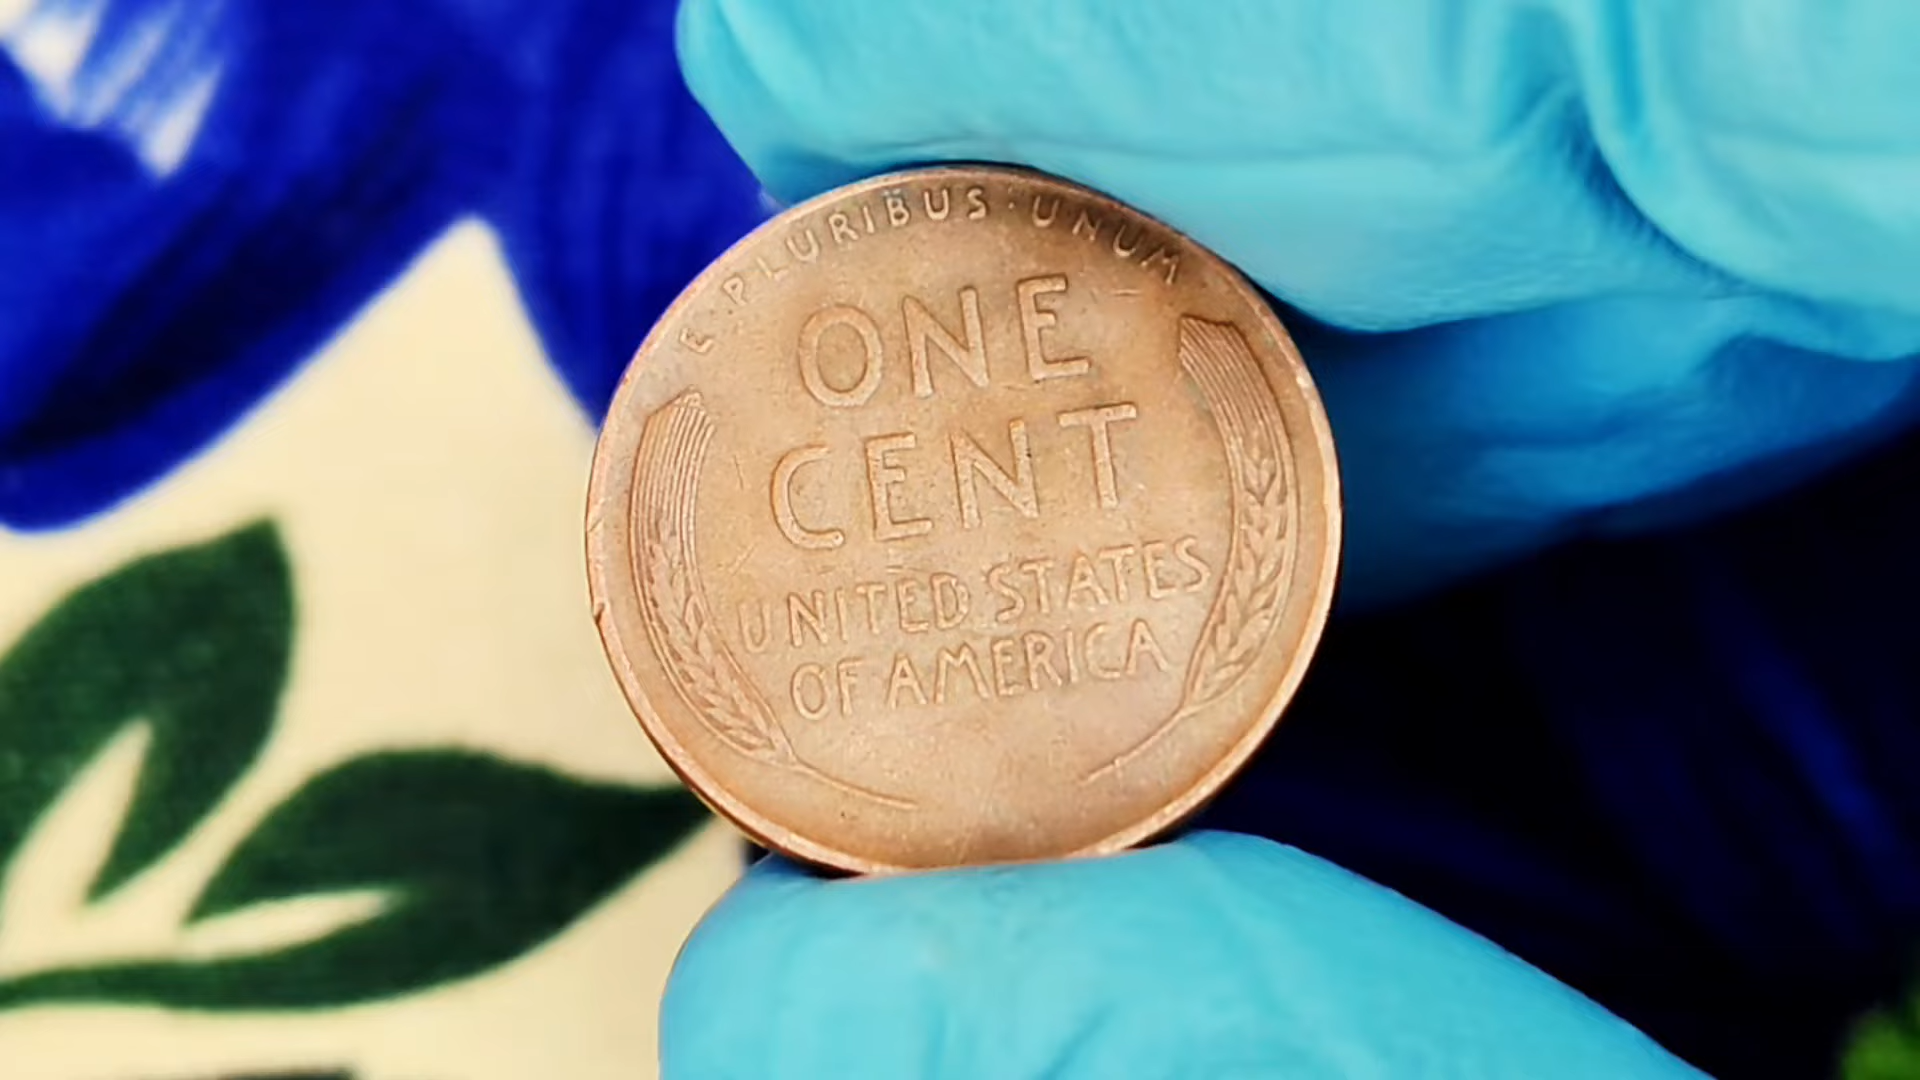 E·PLURIBUS·UNUM
ONE
CENT
UNITED STATES
OF AMERICA